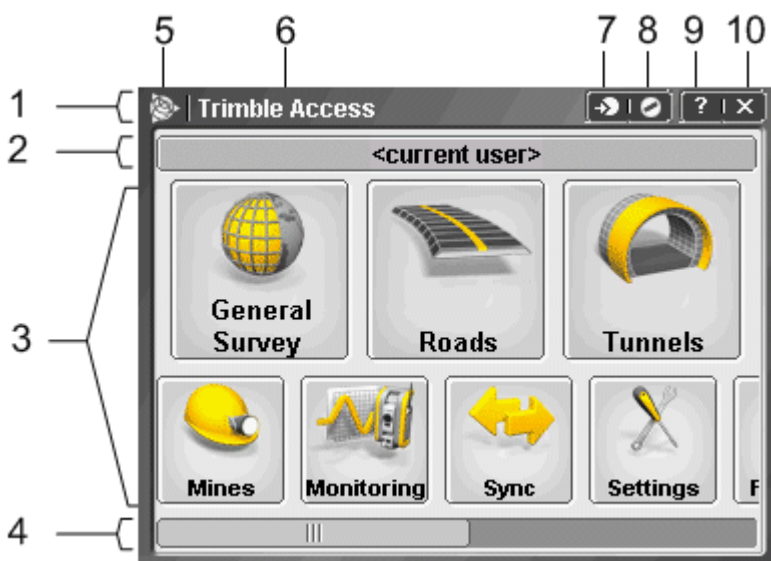 5 6 7 8 9 10
1 Trimble Access ? X
2 <current user>
3
General Survey
Roads
Tunnels
Mines
Monitoring
Sync
Settings
F
4